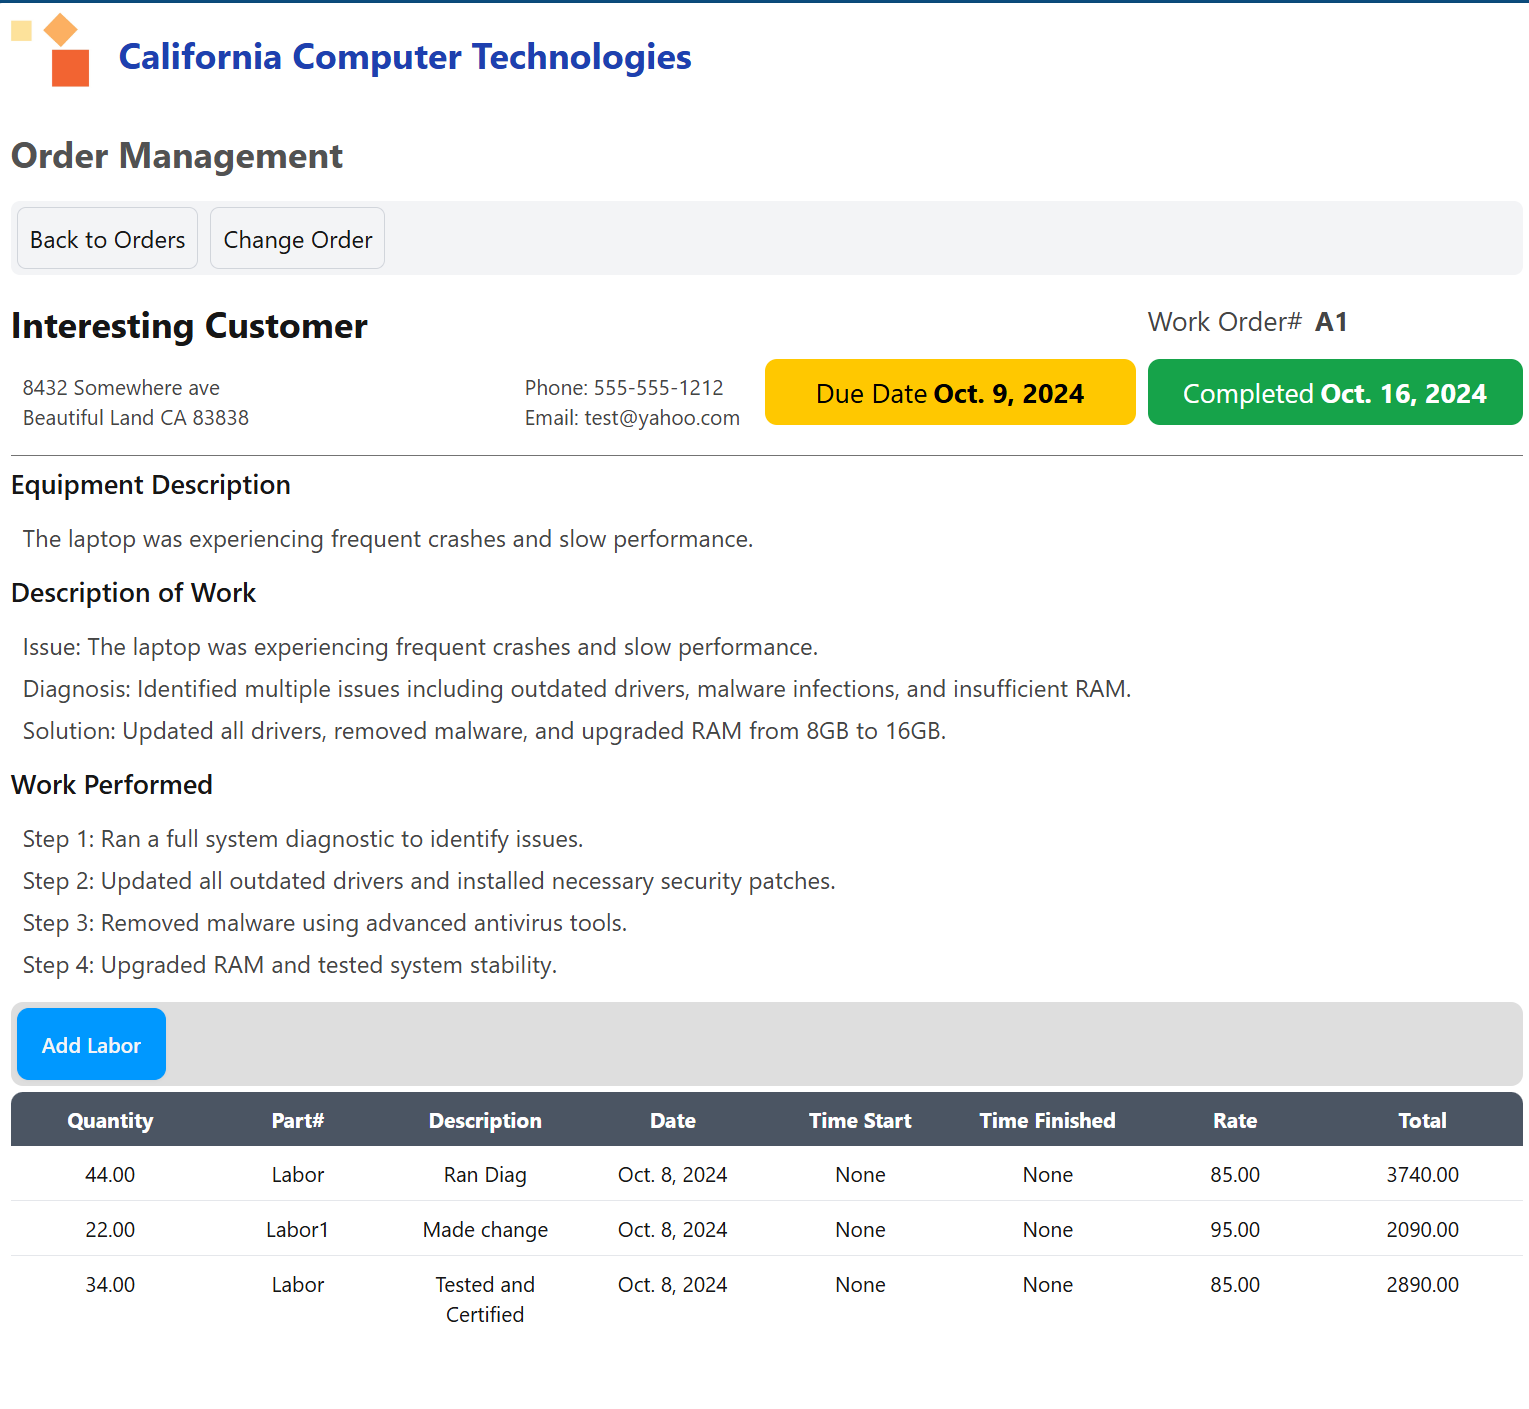 California Computer Technologies
Order Management
Back to Orders Change Order
Interesting Customer
Work Order# A1
8432 Somewhere ave
Beautiful Land CA 83838
Phone: 555-555-1212
Email: test@yahoo.com
Due Date Oct. 9, 2024
Completed Oct. 16, 2024
Equipment Description
The laptop was experiencing frequent crashes and slow performance.
Description of Work
Issue: The laptop was experiencing frequent crashes and slow performance.
Diagnosis: Identified multiple issues including outdated drivers, malware infections, and insufficient RAM.
Solution: Updated all drivers, removed malware, and upgraded RAM from 8GB to 16GB.
Work Performed
Step 1: Ran a full system diagnostic to identify issues.
Step 2: Updated all outdated drivers and installed necessary security patches.
Step 3: Removed malware using advanced antivirus tools.
Step 4: Upgraded RAM and tested system stability.
Add Labor
Quantity Part# Description Date Time Start Time Finished Rate Total
44.00 Labor Ran Diag Oct. 8, 2024 None None 85.00 3740.00
22.00 Labor1 Made change Oct. 8, 2024 None None 95.00 2090.00
34.00 Labor Tested and Oct. 8, 2024 None None 85.00 2890.00
Certified